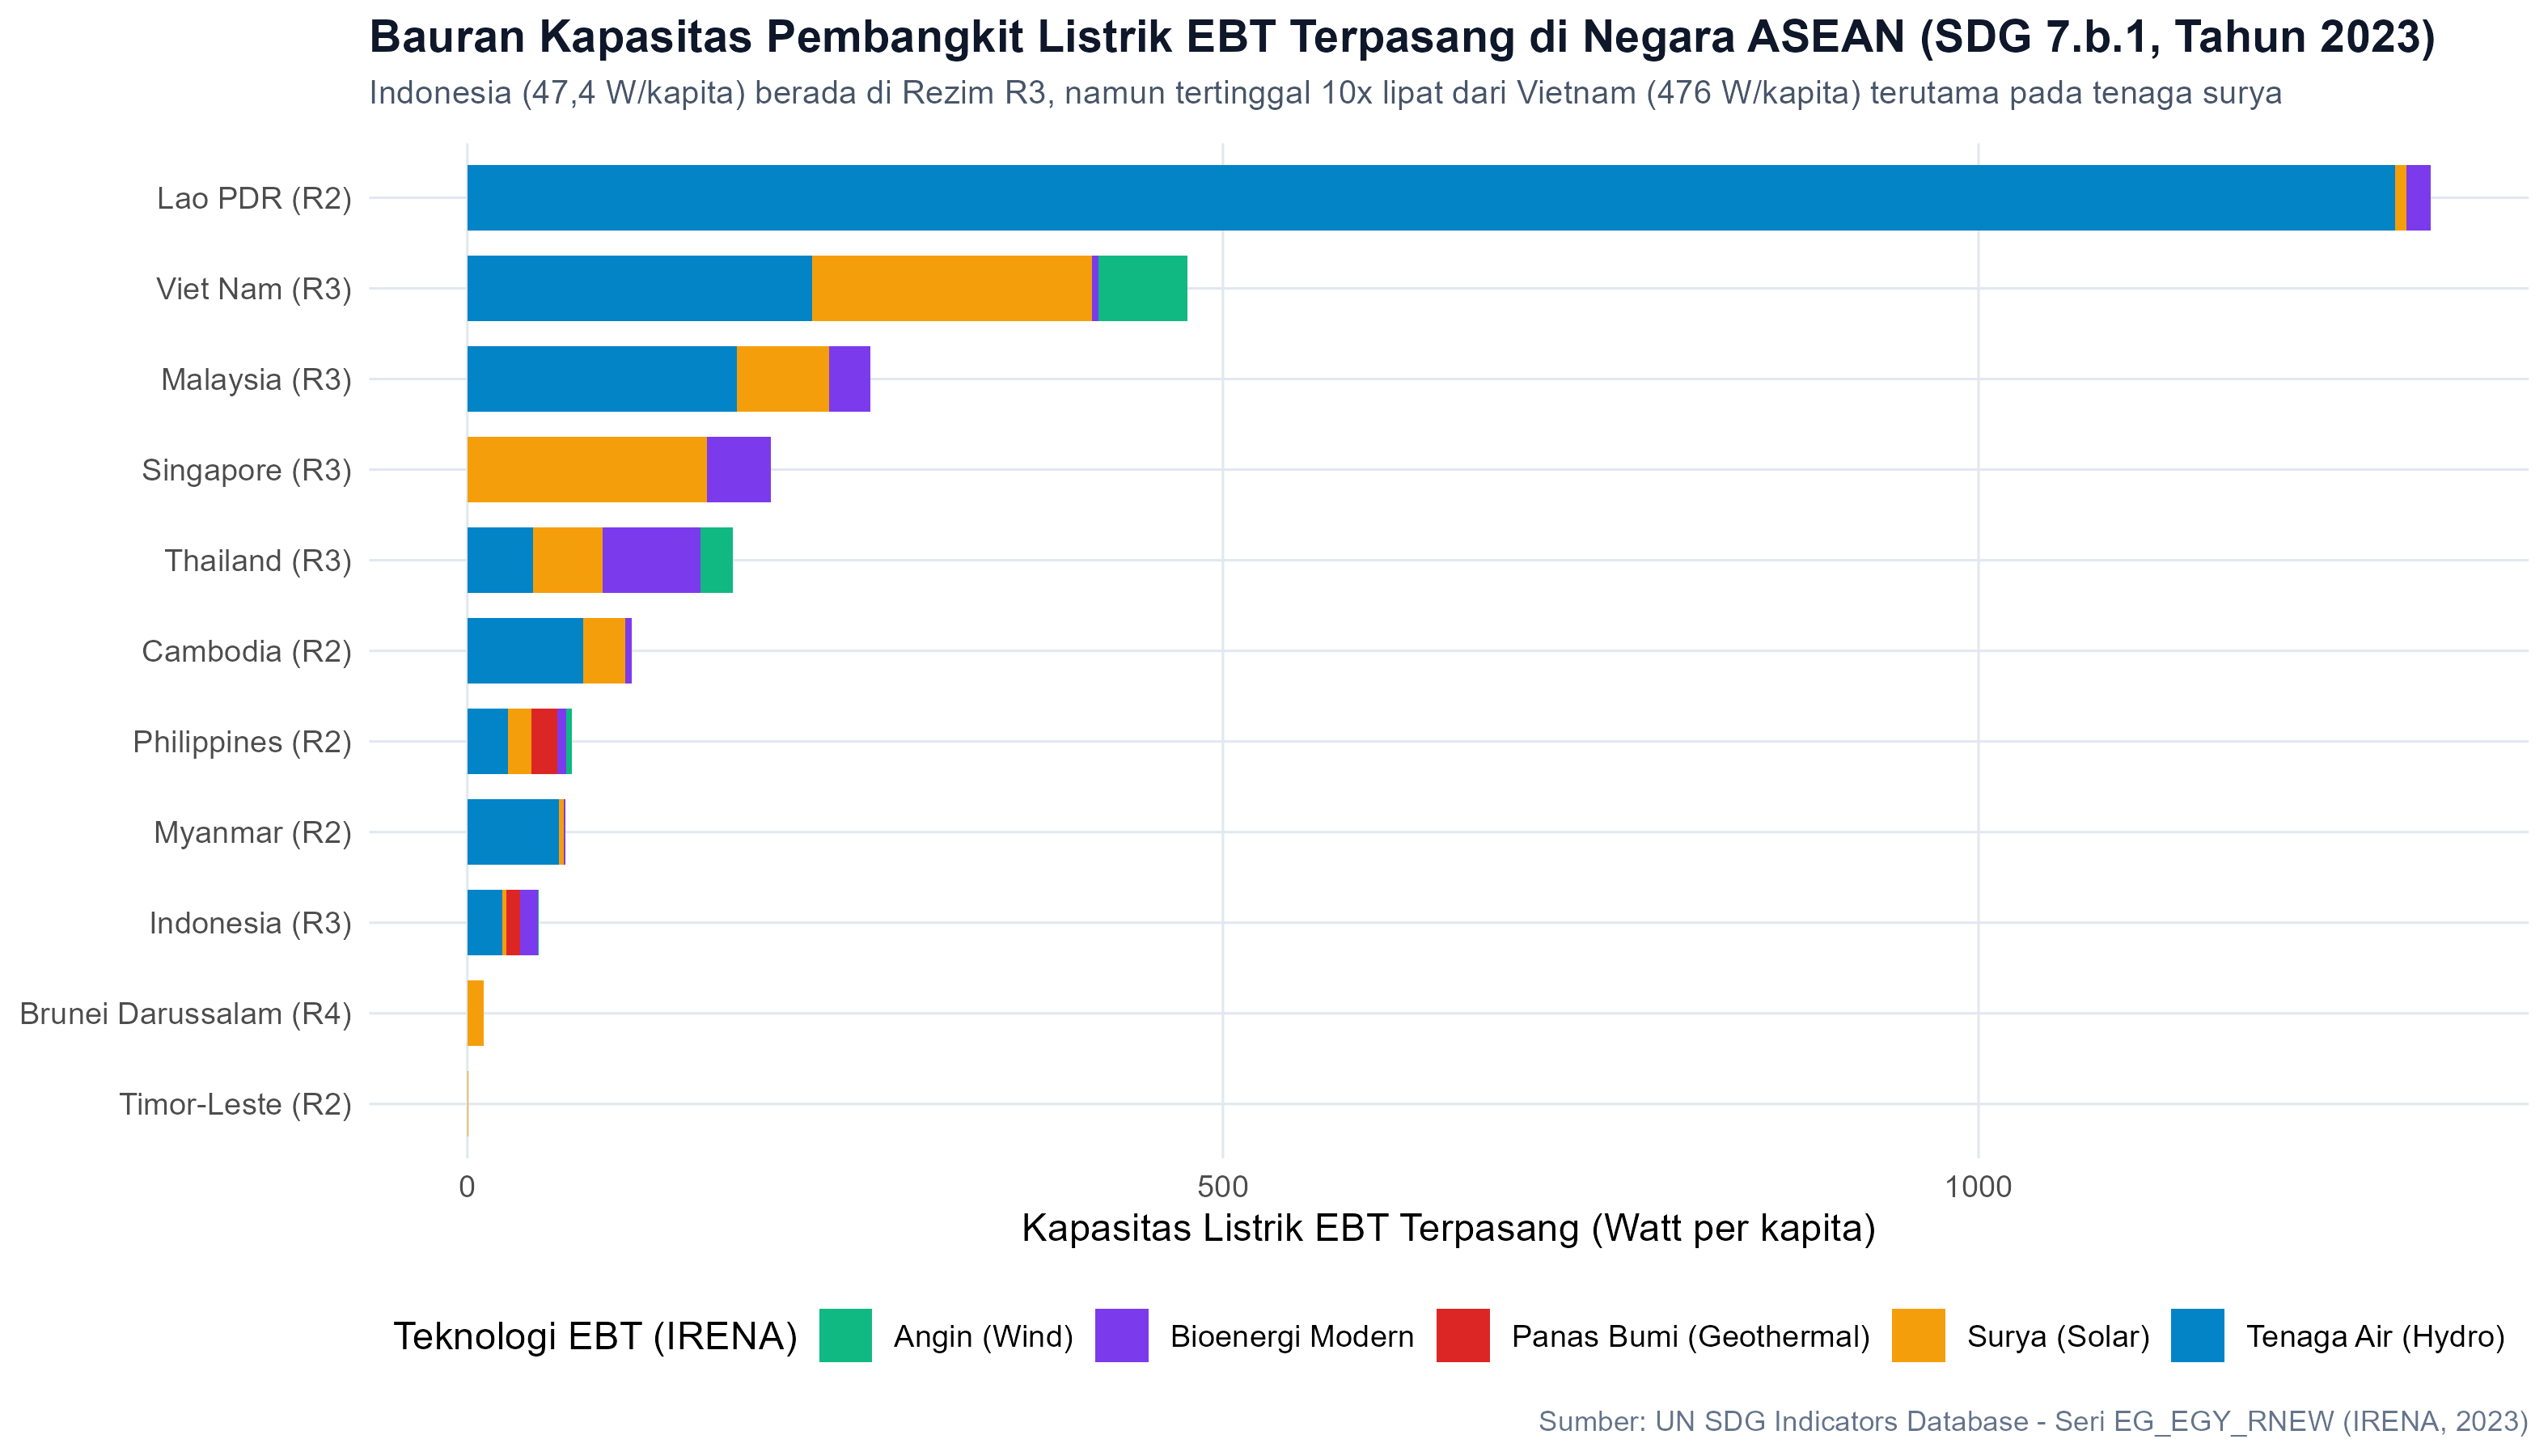 Bauran Kapasitas Pembangkit Listrik EBT Terpasang di Negara ASEAN (SDG 7.b.1, Tahun 2023)
Indonesia (47,4 W/kapita) berada di Rezim R3, namun tertinggal 10x lipat dari Vietnam (476 W/kapita) terutama pada tenaga surya
Lao PDR (R2)
Viet Nam (R3)
Malaysia (R3)
Singapore (R3)
Thailand (R3)
Cambodia (R2)
Philippines (R2)
Myanmar (R2)
Indonesia (R3)
Brunei Darussalam (R4)
Timor-Leste (R2)
0 500 1000
Kapasitas Listrik EBT Terpasang (Watt per kapita)
Teknologi EBT (IRENA) Angin (Wind) Bioenergi Modern Panas Bumi (Geothermal) Surya (Solar) Tenaga Air (Hydro)
Sumber: UN SDG Indicators Database - Seri EG_EGY_RNEW (IRENA, 2023)